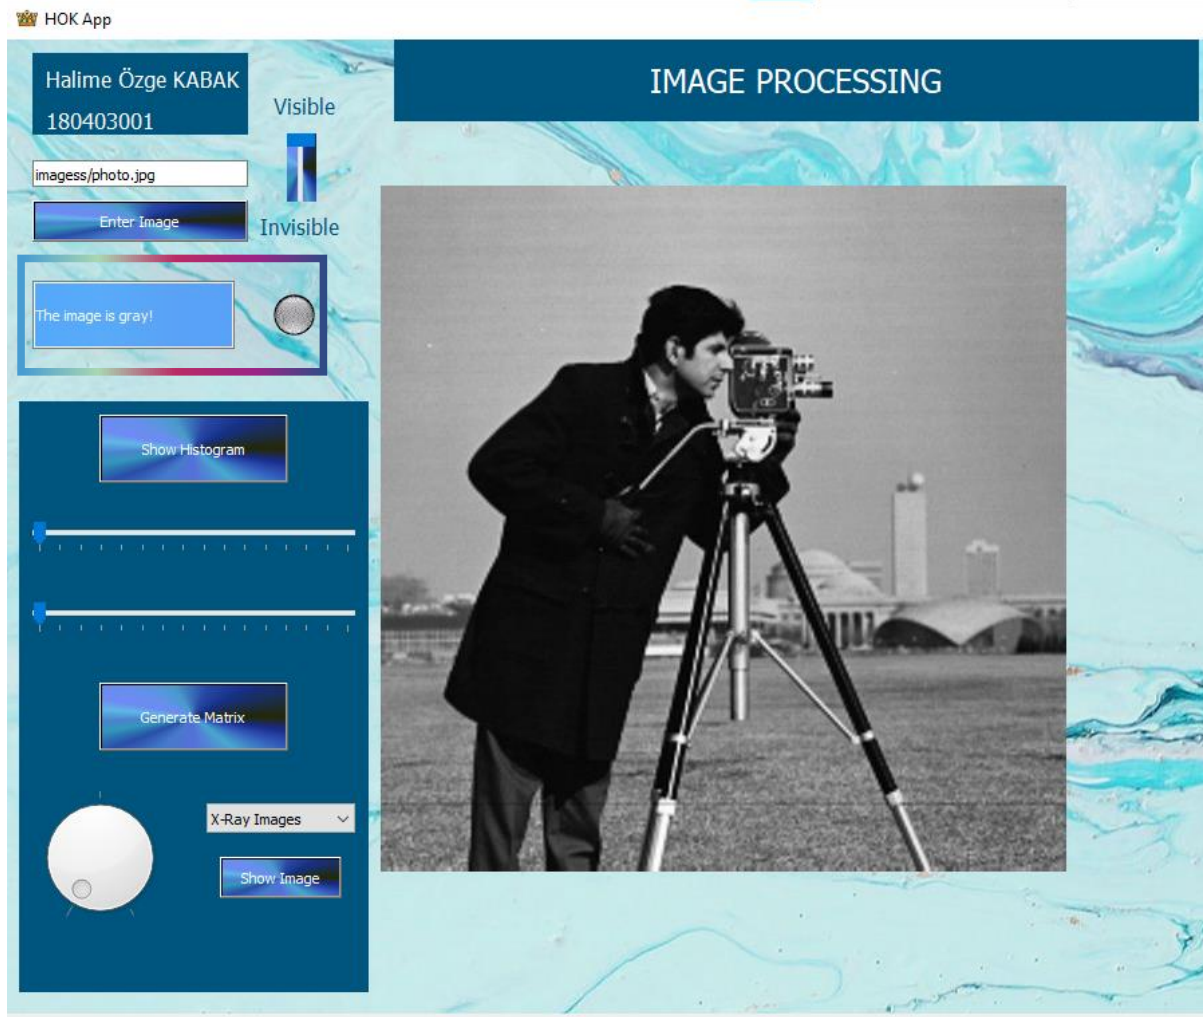 HOK App
Halime Özge KABAK
180403001
IMAGE PROCESSING
Visible
imagess/photo.jpg
Enter Image
Invisible
The image is gray!
Show Histogram
Generate Matrix
X-Ray Images
Show Image